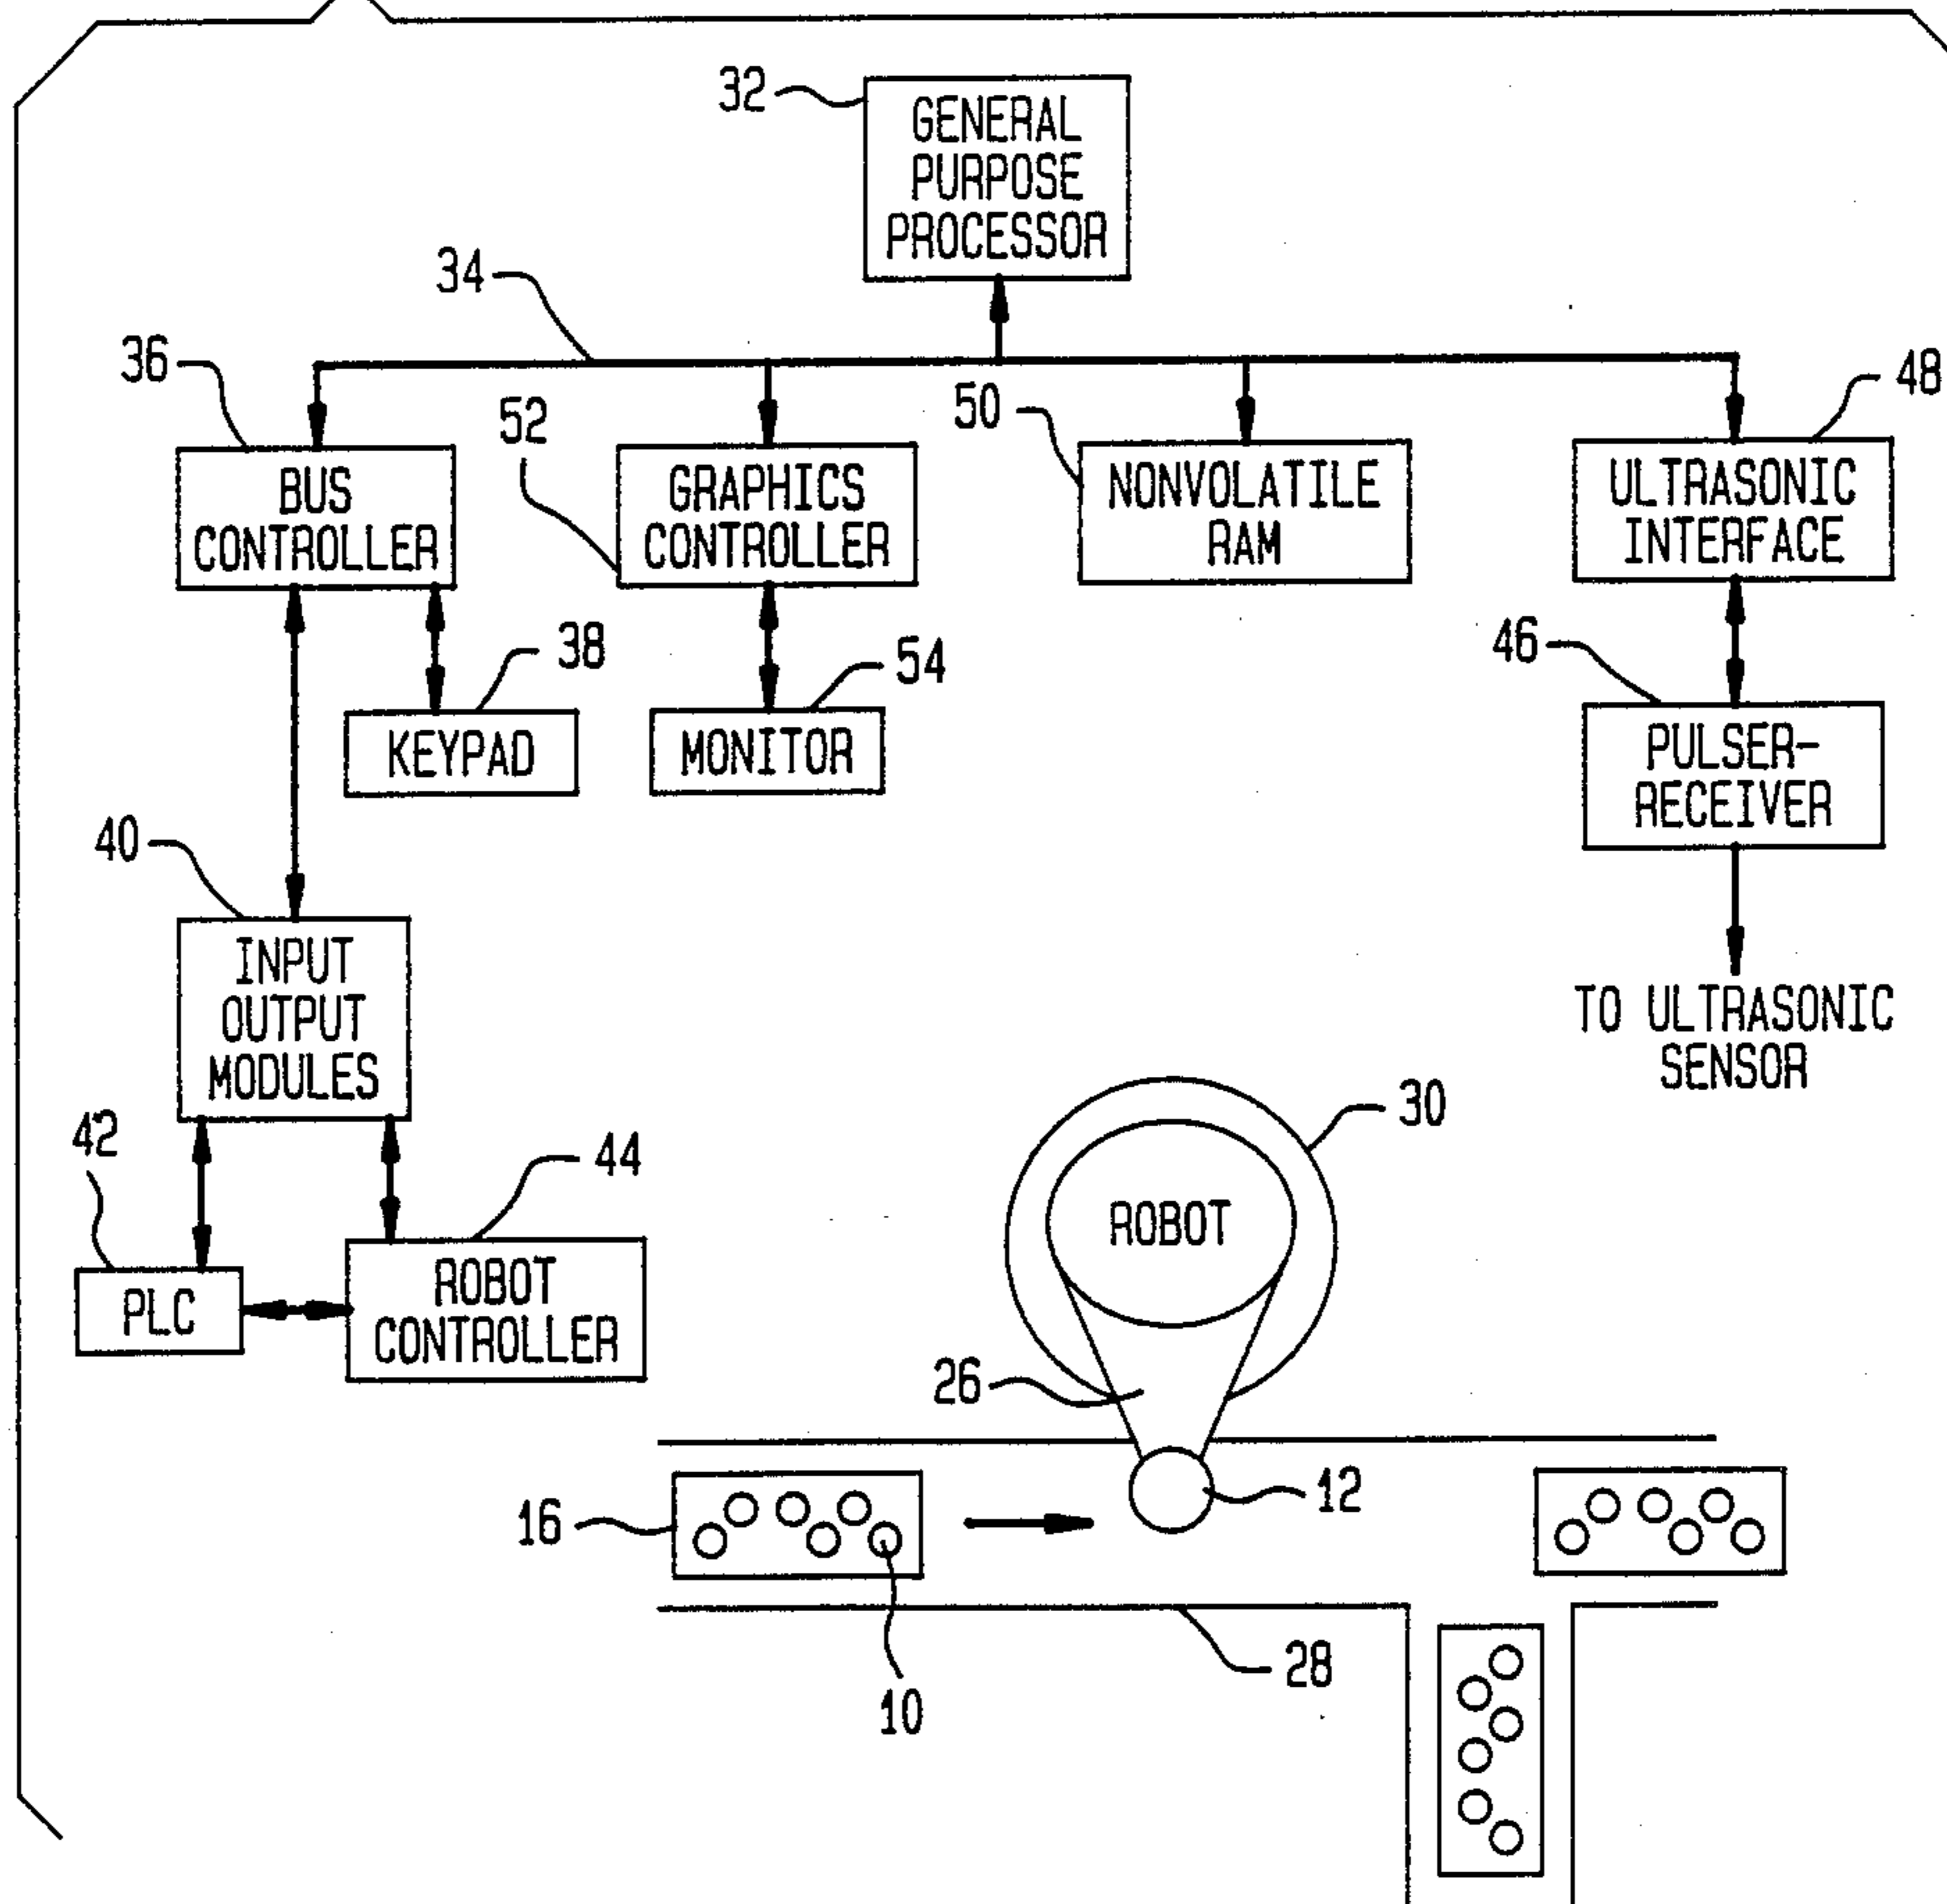 32
GENERAL
PURPOSE
PROCESSOR
34
36
52
50
48
BUS
CONTROLLER
GRAPHICS
CONTROLLER
NONVOLATILE
RAM
ULTRASONIC
INTERFACE
38
54
46
KEYPAD
MONITOR
PULSER-
RECEIVER
40
INPUT
OUTPUT
MODULES
TO ULTRASONIC
SENSOR
42
44
30
ROBOT
PLC
ROBOT
CONTROLLER
26
16
12
10
28